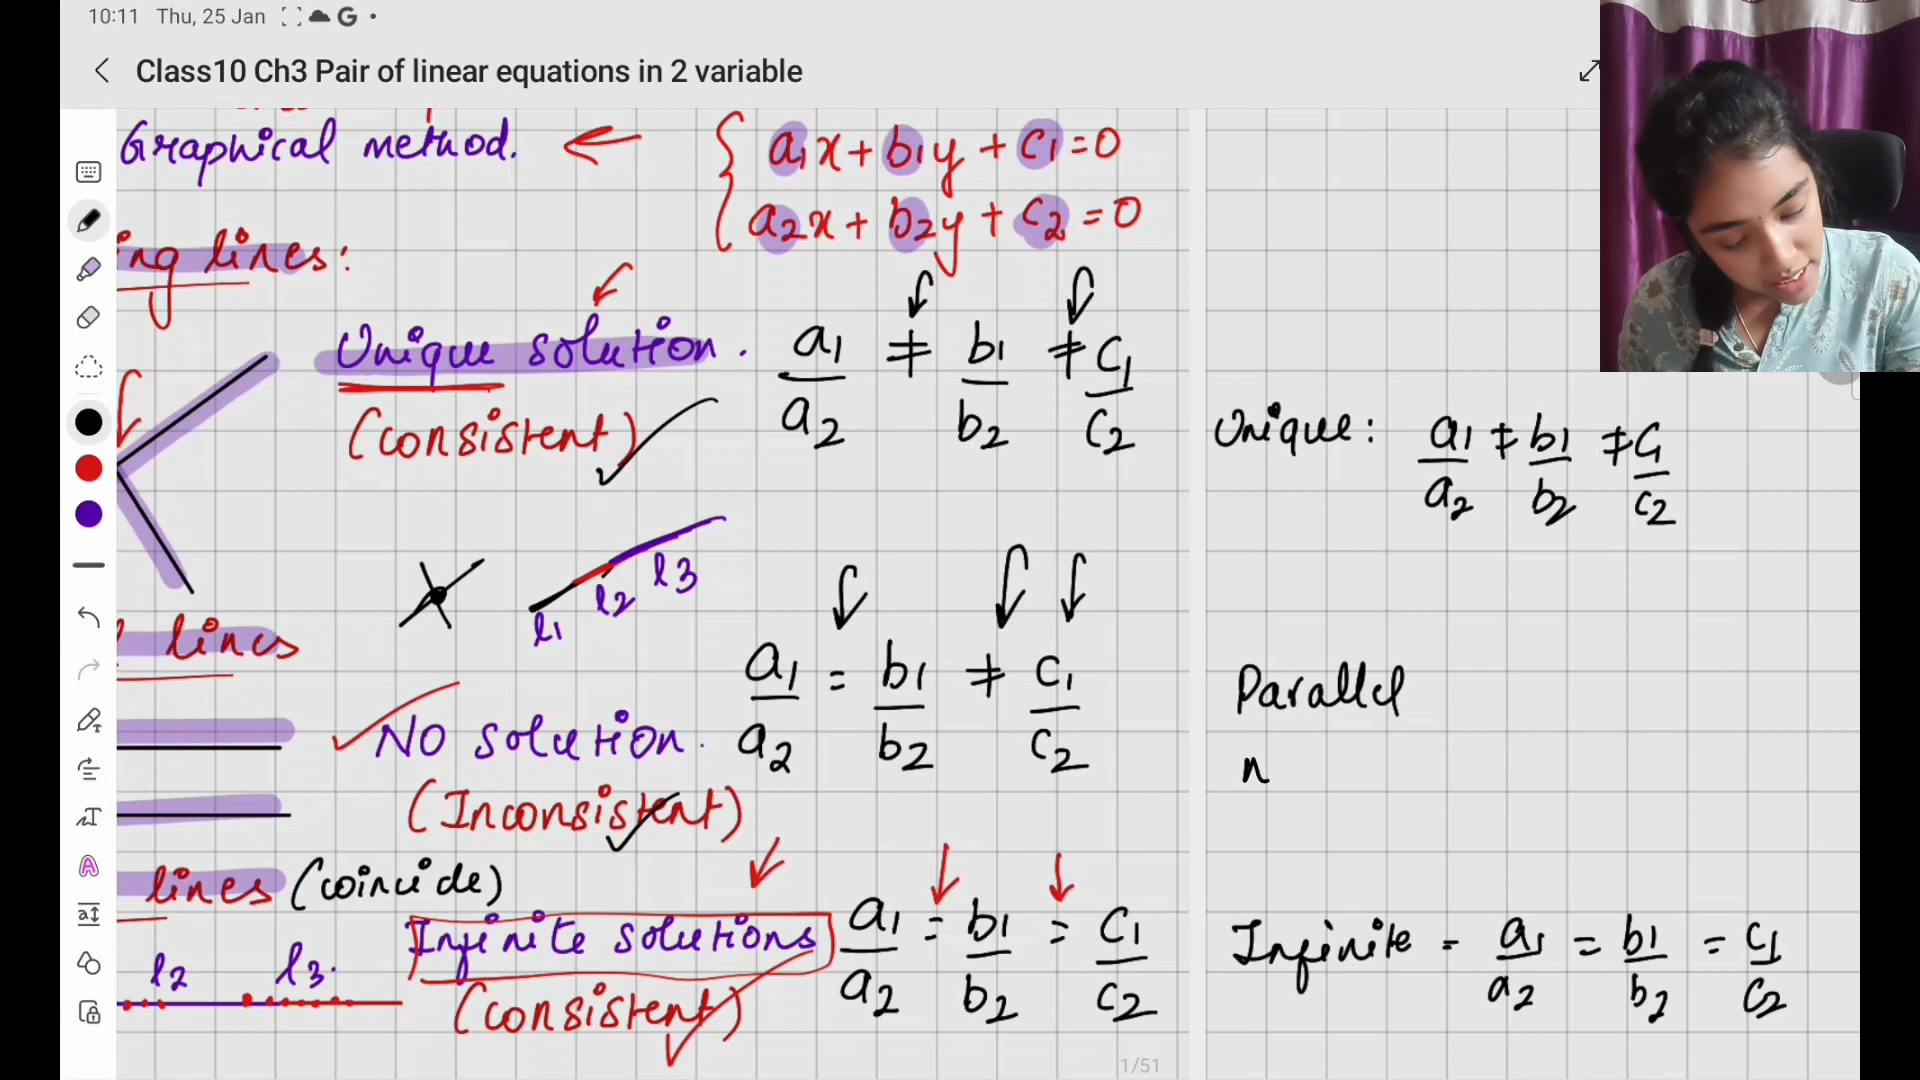 10:11 Thu, 25 Jan
Class10 Ch3 Pair of linear equations in 2 variable
Graphical method.
a1x + b1y + c1 = 0
a2x + b2y + c2 = 0
ing lines:
Unique solution.
a1/a2 ≠ b1/b2 ≠ c1/c2
(consistent)
Unique: a1/a2 ≠ b1/b2 ≠ c1/c2
l1 l2 l3
lines
a1/a2 = b1/b2 ≠ c1/c2
Parallel
NO solution.
n
(Inconsistent)
lines (coincide)
Infinite solutions
a1/a2 = b1/b2 = c1/c2
Infinite - a1/a2 = b1/b2 = c1/c2
l2 l3.
(consistent)
1/51